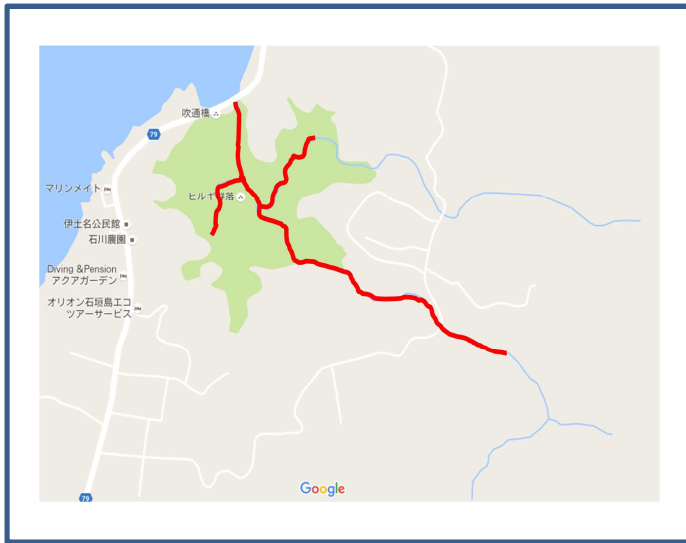 吹通橋
79
マリンメイト
ヒルギ群落
伊土名公民館
石川農園
Diving &Pension
アクアガーデン
オリオン石垣島エコ
ツアーサービス
Google
79